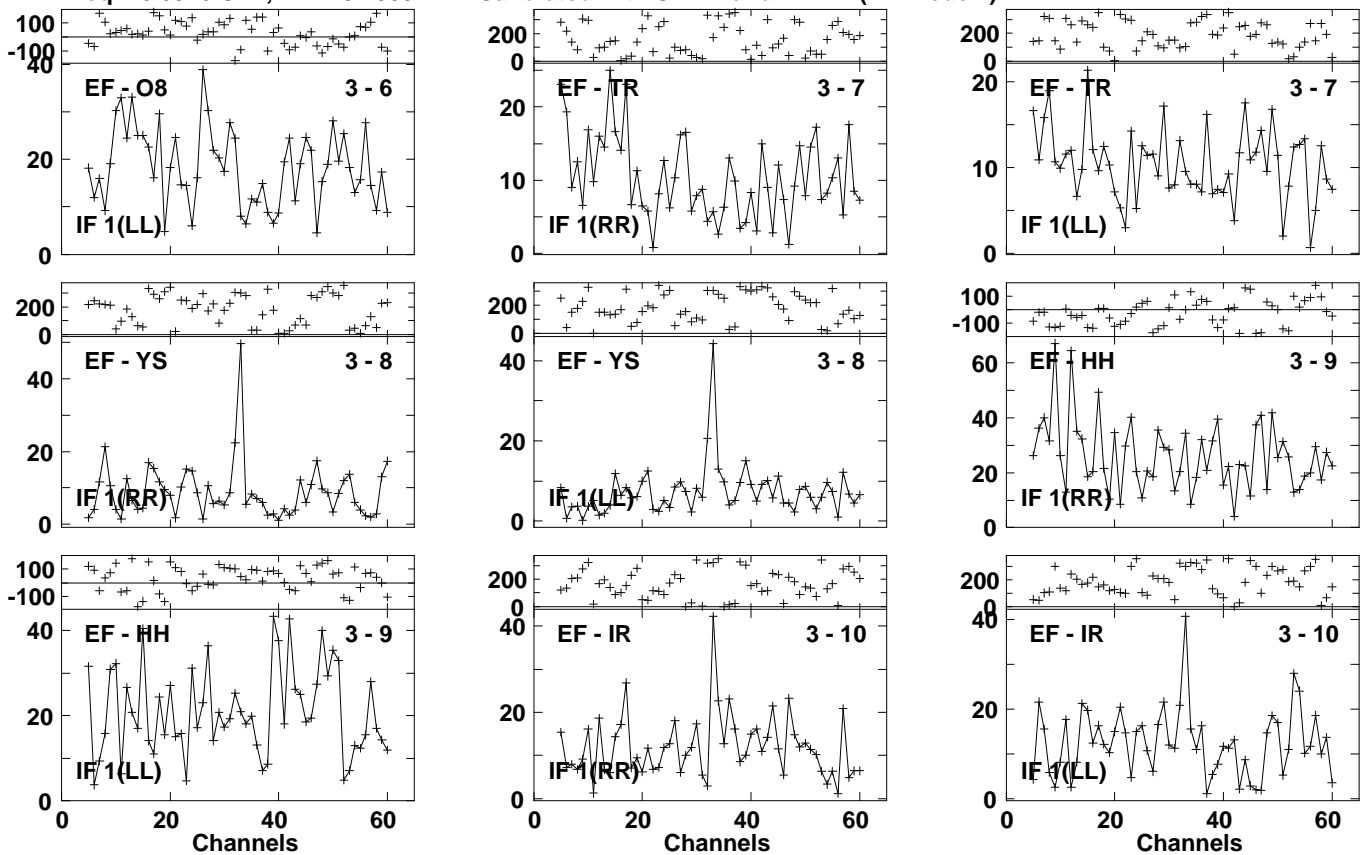 100
-100
200
0
200
0
40
20
0
EF - O8
3 - 6
IF 1(LL)
20
10
0
EF - TR
3 - 7
IF 1(RR)
20
10
0
EF - TR
3 - 7
IF 1(LL)
200
0
200
0
100
-100
40
20
0
EF - YS
3 - 8
IF 1(RR)
40
20
0
EF - YS
3 - 8
IF 1(LL)
60
40
20
0
EF - HH
3 - 9
IF 1(RR)
100
-100
200
0
200
0
40
20
0
EF - HH
3 - 9
IF 1(LL)
40
20
0
EF - IR
3 - 10
IF 1(RR)
40
20
0
EF - IR
3 - 10
IF 1(LL)
0 20 40 60
0 20 40 60
0 20 40 60
Channels
Channels
Channels